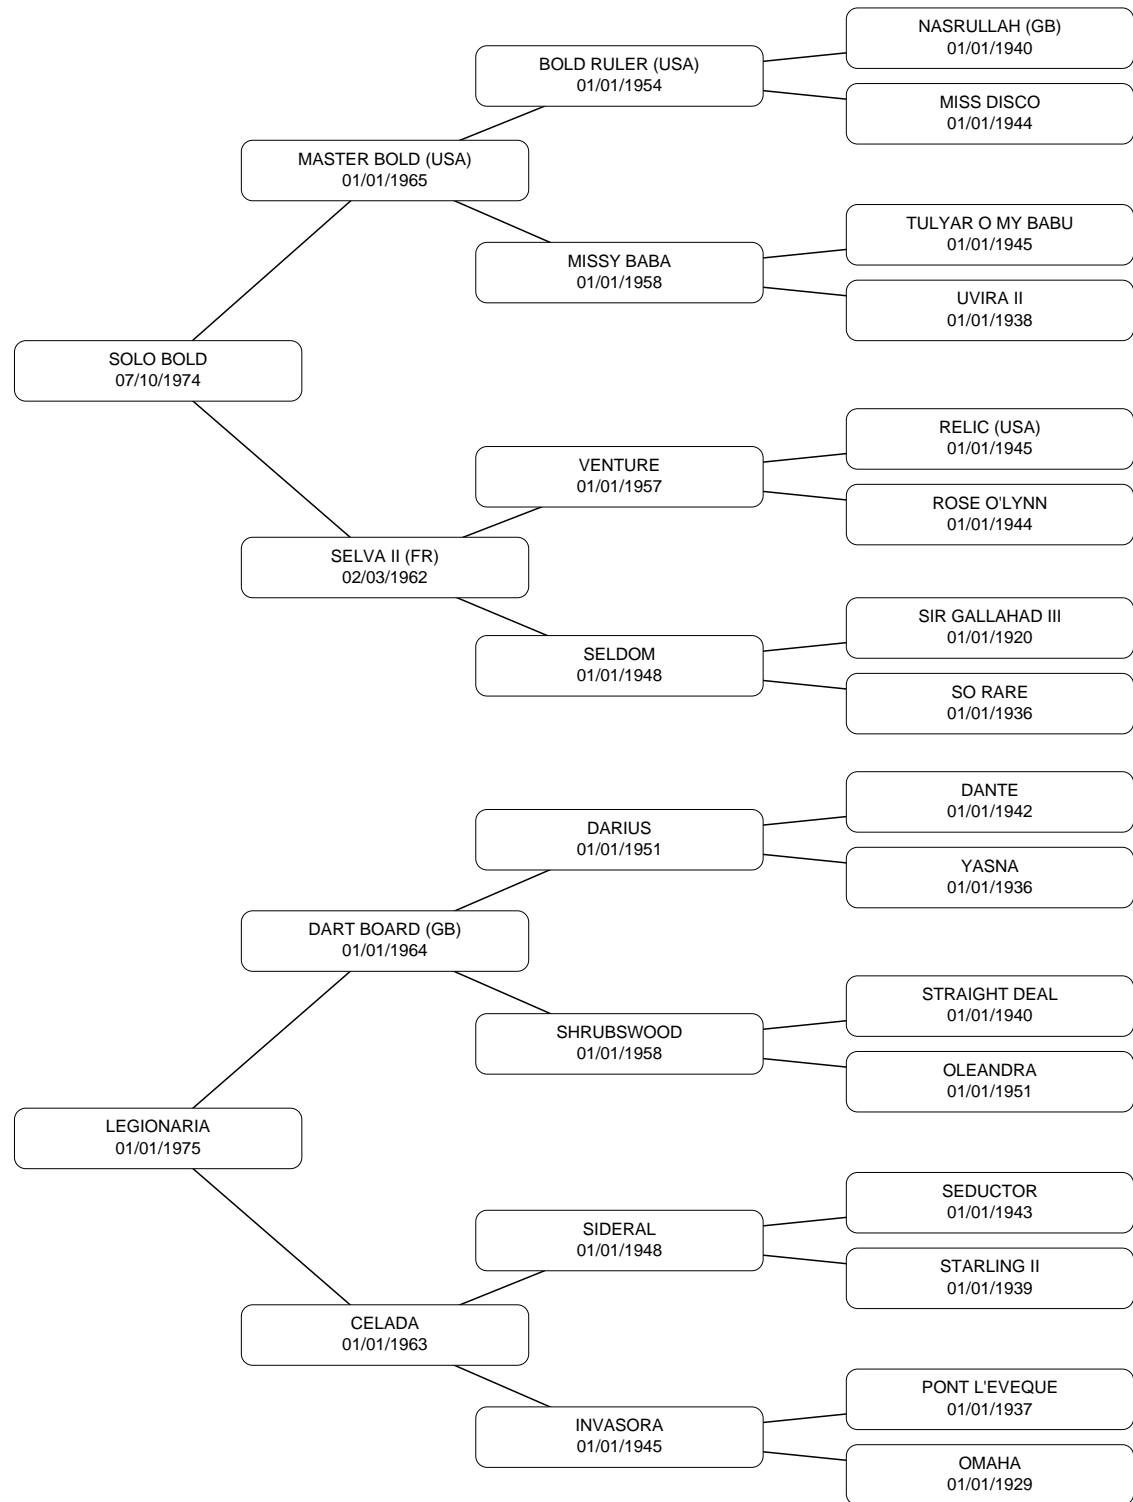 NASRULLAH (GB)
01/01/1940
BOLD RULER (USA)
01/01/1954
MISS DISCO
01/01/1944
MASTER BOLD (USA)
01/01/1965
TULYAR O MY BABU
01/01/1945
MISSY BABA
01/01/1958
UVIRA II
01/01/1938
SOLO BOLD
07/10/1974
RELIC (USA)
01/01/1945
VENTURE
01/01/1957
ROSE O'LYNN
01/01/1944
SELVA II (FR)
02/03/1962
SIR GALLAHAD III
01/01/1920
SELDOM
01/01/1948
SO RARE
01/01/1936
DANTE
01/01/1942
DARIUS
01/01/1951
YASNA
01/01/1936
DART BOARD (GB)
01/01/1964
STRAIGHT DEAL
01/01/1940
SHRUBSWOOD
01/01/1958
OLEANDRA
01/01/1951
LEGIONARIA
01/01/1975
SEDUCTOR
01/01/1943
SIDERAL
01/01/1948
STARLING II
01/01/1939
CELADA
01/01/1963
PONT L'EVEQUE
01/01/1937
INVASORA
01/01/1945
OMAHA
01/01/1929